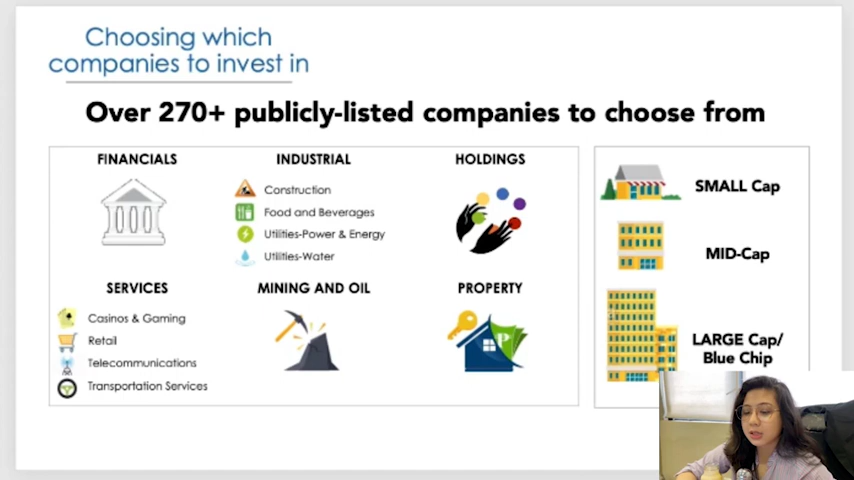 Choosing which
companies to invest in
Over 270+ publicly-listed companies to choose from
FINANCIALS
INDUSTRIAL
Construction
Food and Beverages
Utilities-Power & Energy
Utilities-Water
HOLDINGS
SERVICES
Casinos & Gaming
Retail
Telecommunications
Transportation Services
MINING AND OIL
PROPERTY
P
SMALL Cap
MID-Cap
LARGE Cap/
Blue Chip